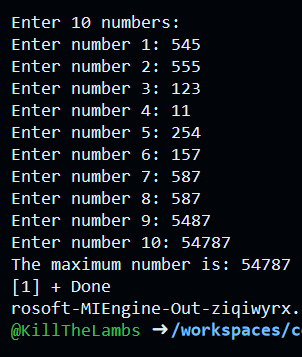 Enter 10 numbers:
Enter number 1: 545
Enter number 2: 555
Enter number 3: 123
Enter number 4: 11
Enter number 5: 254
Enter number 6: 157
Enter number 7: 587
Enter number 8: 587
Enter number 9: 5487
Enter number 10: 54787
The maximum number is: 54787
[1] + Done
rosoft-MIEngine-Out-ziqiwyrx.
@KillTheLambs ➜/workspaces/c